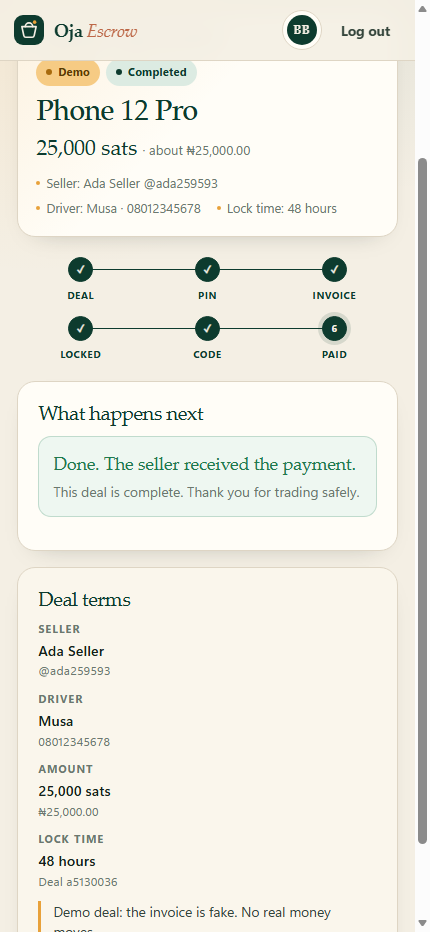 Oja Escrow
BB
Log out
Demo
Completed
Phone 12 Pro
25,000 sats · about ₦25,000.00
Seller: Ada Seller @ada259593
Driver: Musa · 08012345678
Lock time: 48 hours
DEAL
PIN
INVOICE
6
LOCKED
CODE
PAID
What happens next
Done. The seller received the payment.
This deal is complete. Thank you for trading safely.
Deal terms
SELLER
Ada Seller
@ada259593
DRIVER
Musa
08012345678
AMOUNT
25,000 sats
₦25,000.00
LOCK TIME
48 hours
Deal a5130036
Demo deal: the invoice is fake. No real money
moves.